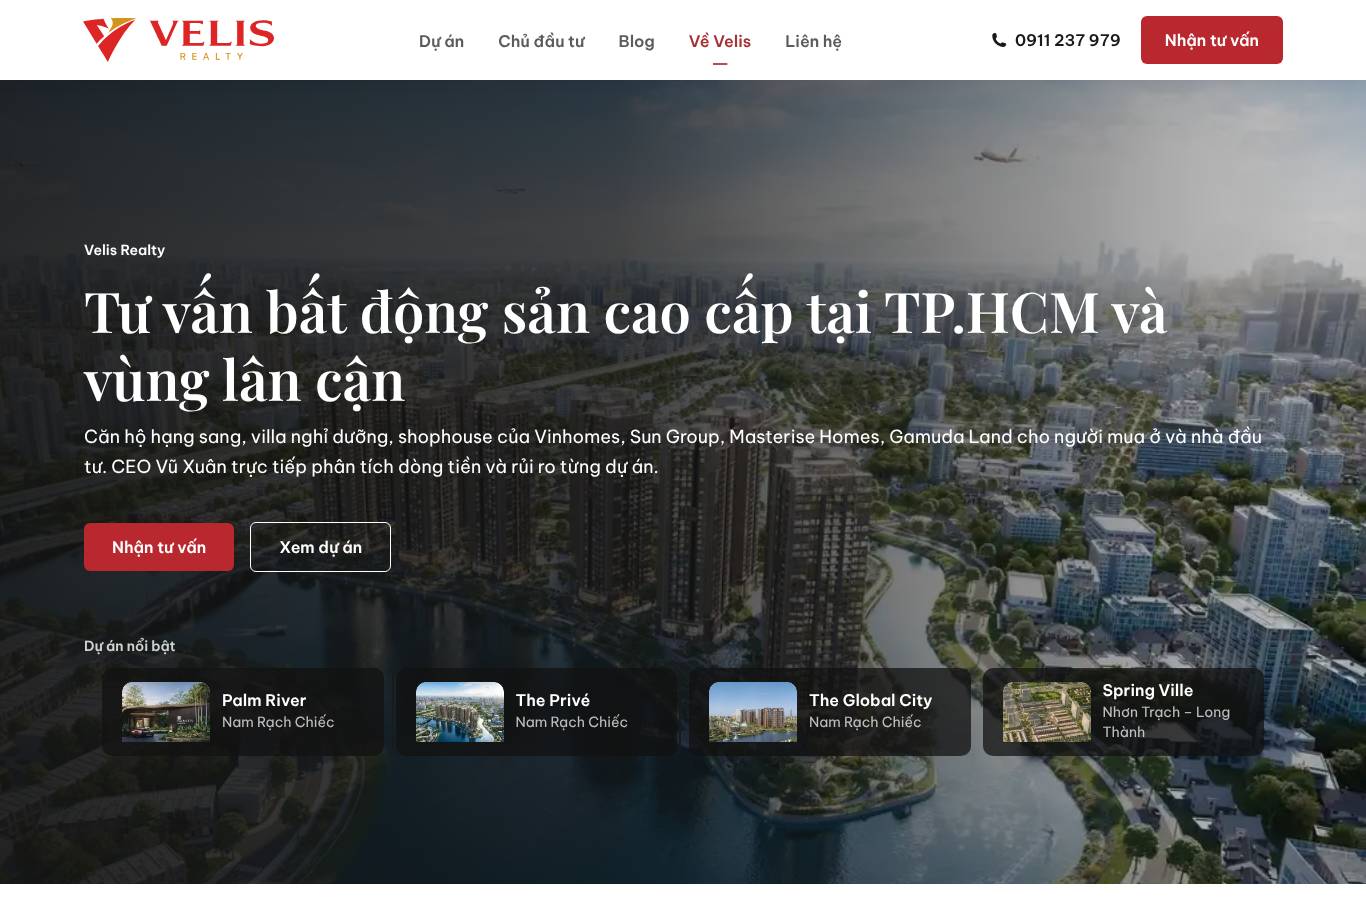 VELIS
REALTY
Dự án
Chủ đầu tư
Blog
Về Velis
Liên hệ
0911 237 979
Nhận tư vấn
Velis Realty
Tư vấn bất động sản cao cấp tại TP.HCM và
vùng lân cận
Căn hộ hạng sang, villa nghỉ dưỡng, shophouse của Vinhomes, Sun Group, Masterise Homes, Gamuda Land cho người mua ở và nhà đầu
tư. CEO Vũ Xuân trực tiếp phân tích dòng tiền và rủi ro từng dự án.
Nhận tư vấn
Xem dự án
Dự án nổi bật
Palm River
Nam Rạch Chiếc
The Privé
Nam Rạch Chiếc
The Global City
Nam Rạch Chiếc
Spring Ville
Nhơn Trạch – Long
Thành